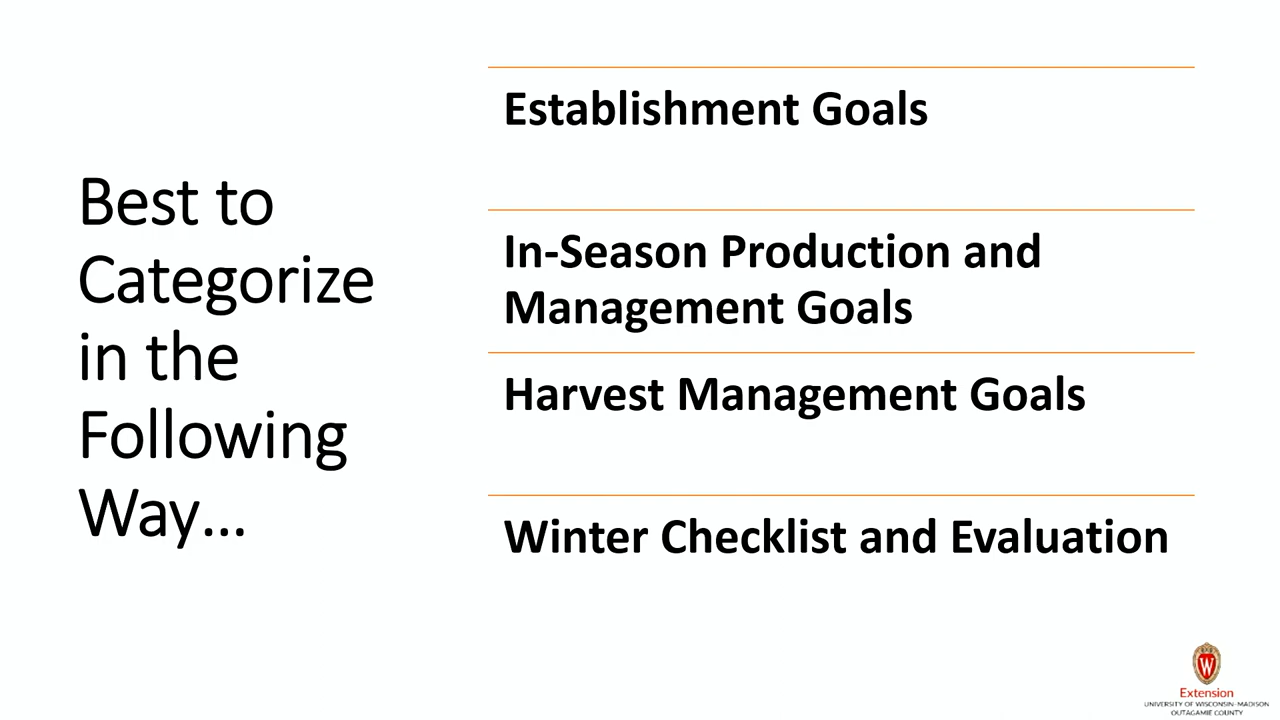 Best to
Categorize
in the
Following
Way...
Establishment Goals
In-Season Production and
Management Goals
Harvest Management Goals
Winter Checklist and Evaluation
W
Extension
UNIVERSITY OF WISCONSIN-MADISON
OUTAGAMIE COUNTY